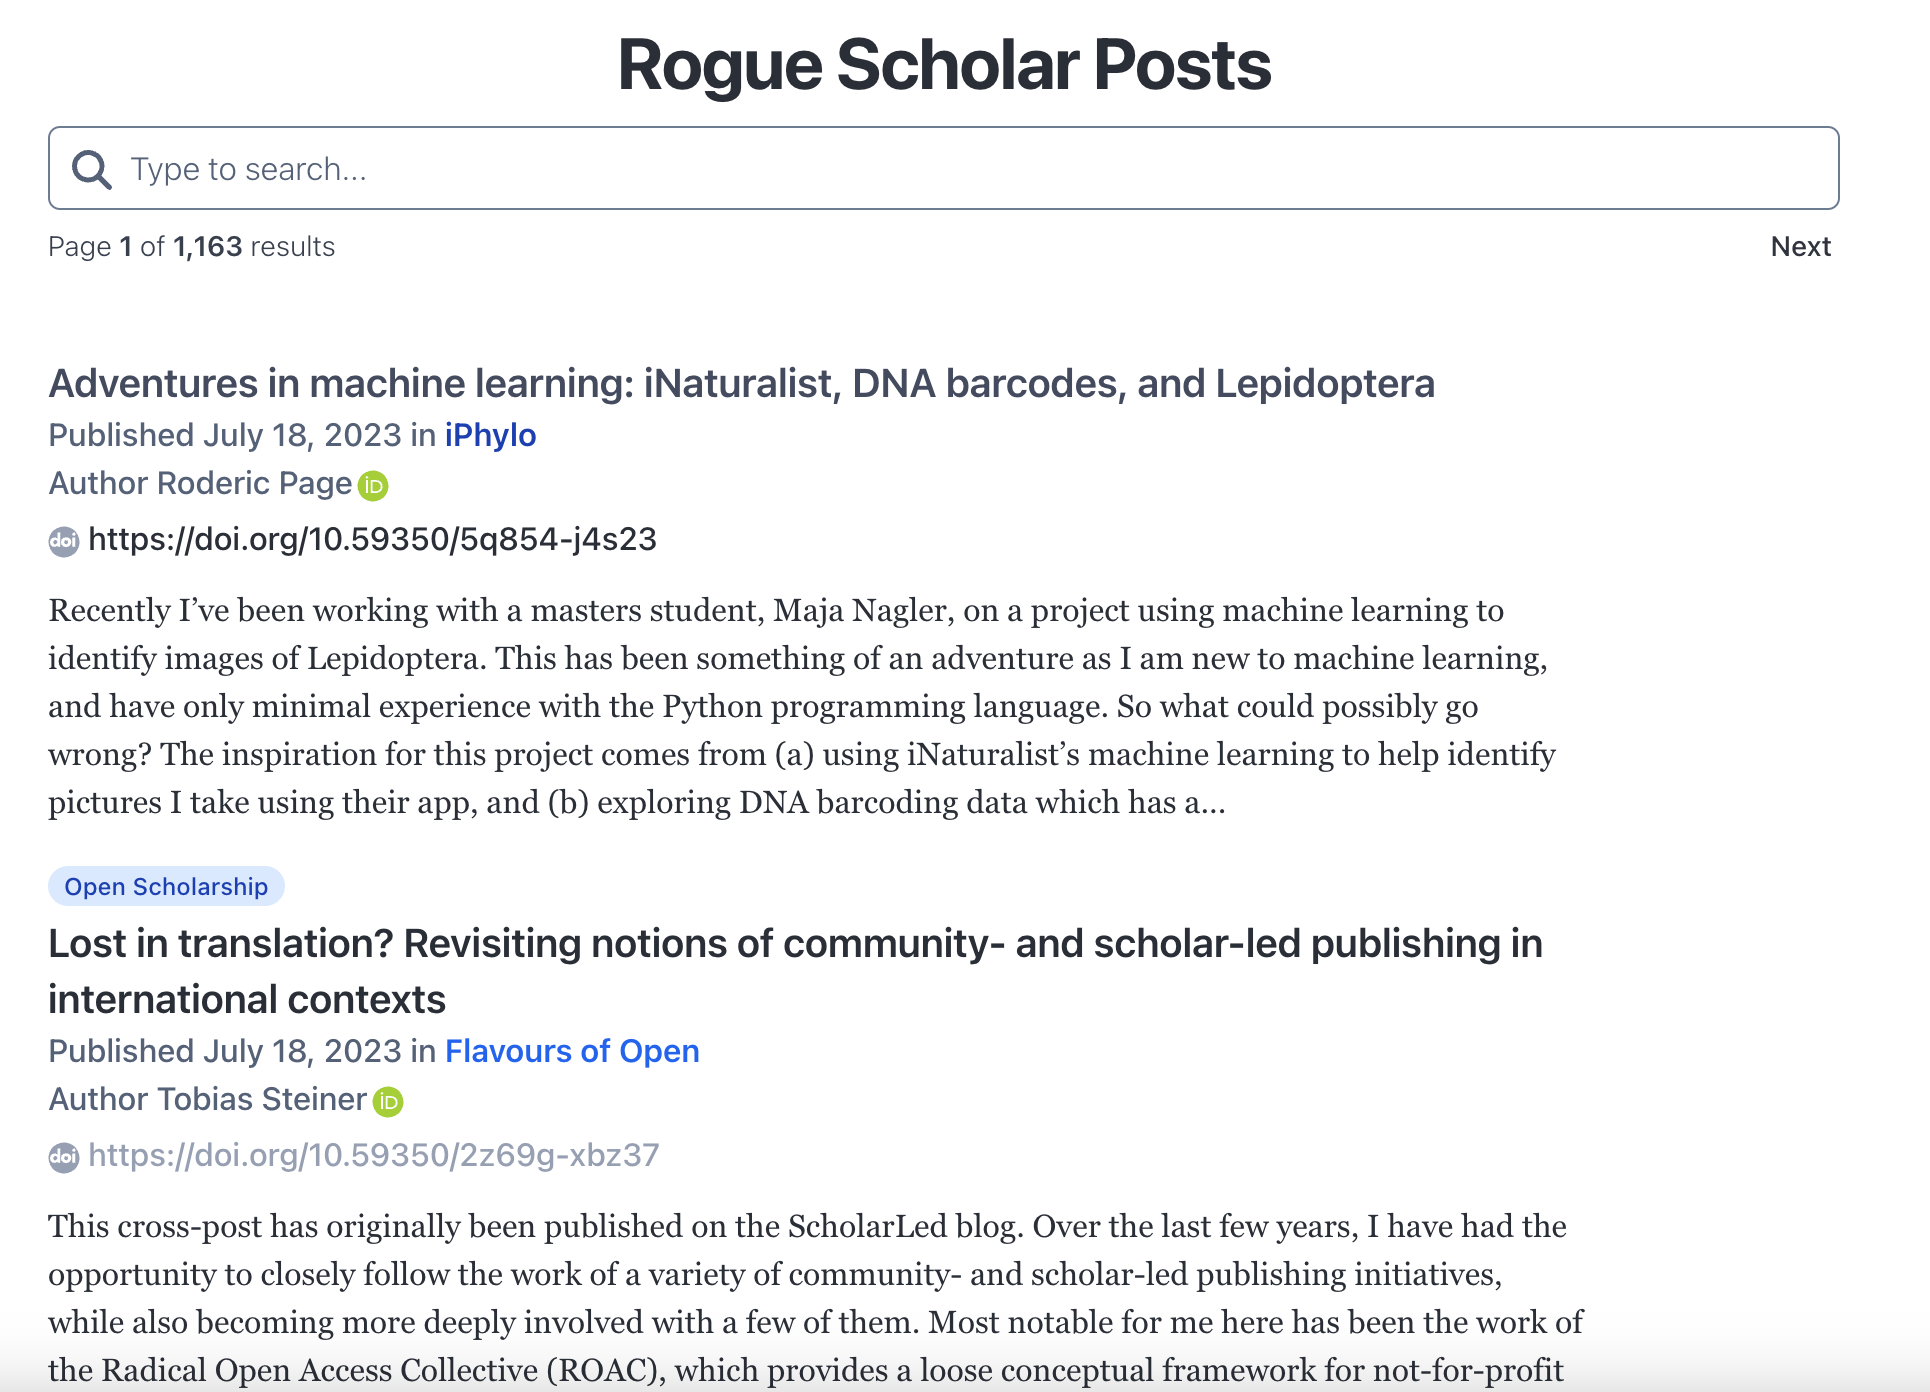 Rogue Scholar Posts
Type to search...
Page 1 of 1,163 results
Next
Adventures in machine learning: iNaturalist, DNA barcodes, and Lepidoptera
Published July 18, 2023 in iPhylo
Author Roderic Page iD
doi https://doi.org/10.59350/5q854-j4s23
Recently I’ve been working with a masters student, Maja Nagler, on a project using machine learning to
identify images of Lepidoptera. This has been something of an adventure as I am new to machine learning,
and have only minimal experience with the Python programming language. So what could possibly go
wrong? The inspiration for this project comes from (a) using iNaturalist’s machine learning to help identify
pictures I take using their app, and (b) exploring DNA barcoding data which has a...
Open Scholarship
Lost in translation? Revisiting notions of community- and scholar-led publishing in
international contexts
Published July 18, 2023 in Flavours of Open
Author Tobias Steiner iD
doi https://doi.org/10.59350/2z69g-xbz37
This cross-post has originally been published on the ScholarLed blog. Over the last few years, I have had the
opportunity to closely follow the work of a variety of community- and scholar-led publishing initiatives,
while also becoming more deeply involved with a few of them. Most notable for me here has been the work of
the Radical Open Access Collective (ROAC), which provides a loose conceptual framework for not-for-profit